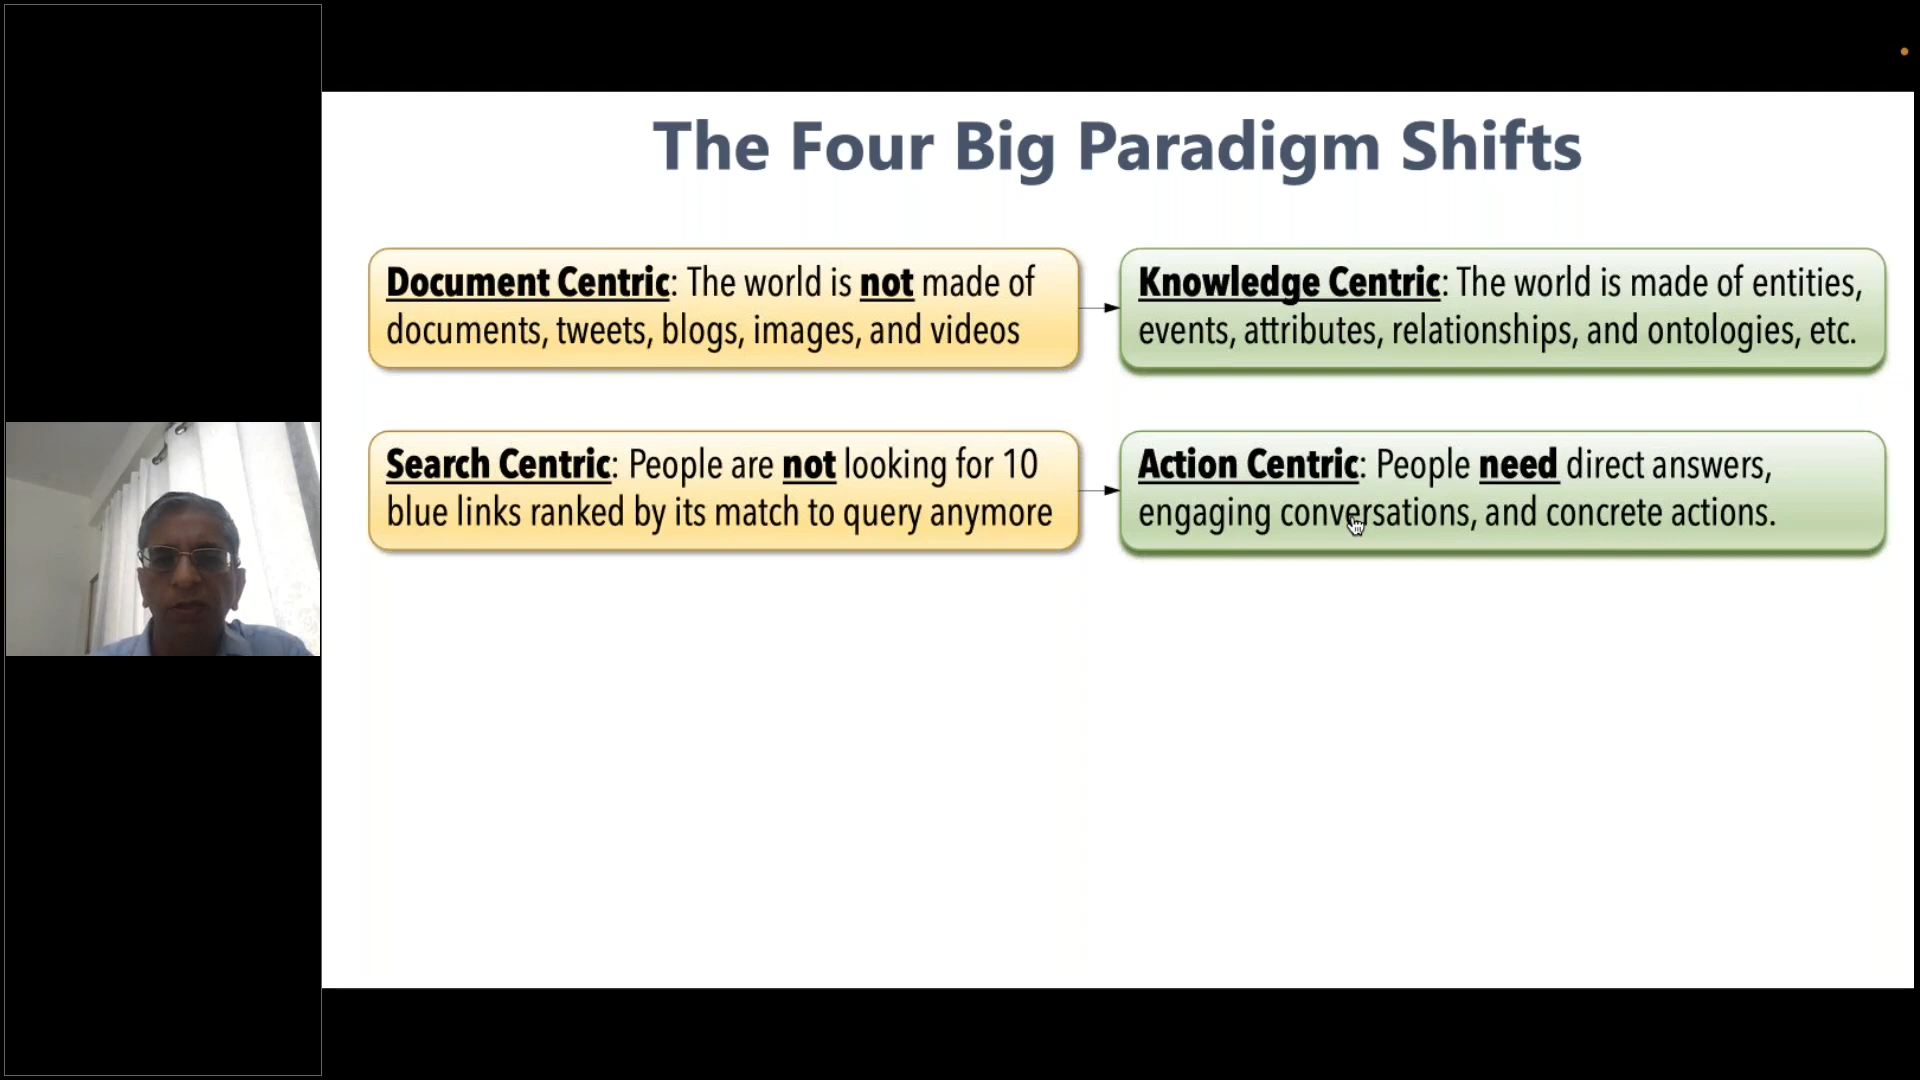 The Four Big Paradigm Shifts
Document Centric: The world is not made of
documents, tweets, blogs, images, and videos
Knowledge Centric: The world is made of entities,
events, attributes, relationships, and ontologies, etc.
Search Centric: People are not looking for 10
blue links ranked by its match to query anymore
Action Centric: People need direct answers,
engaging conversations, and concrete actions.